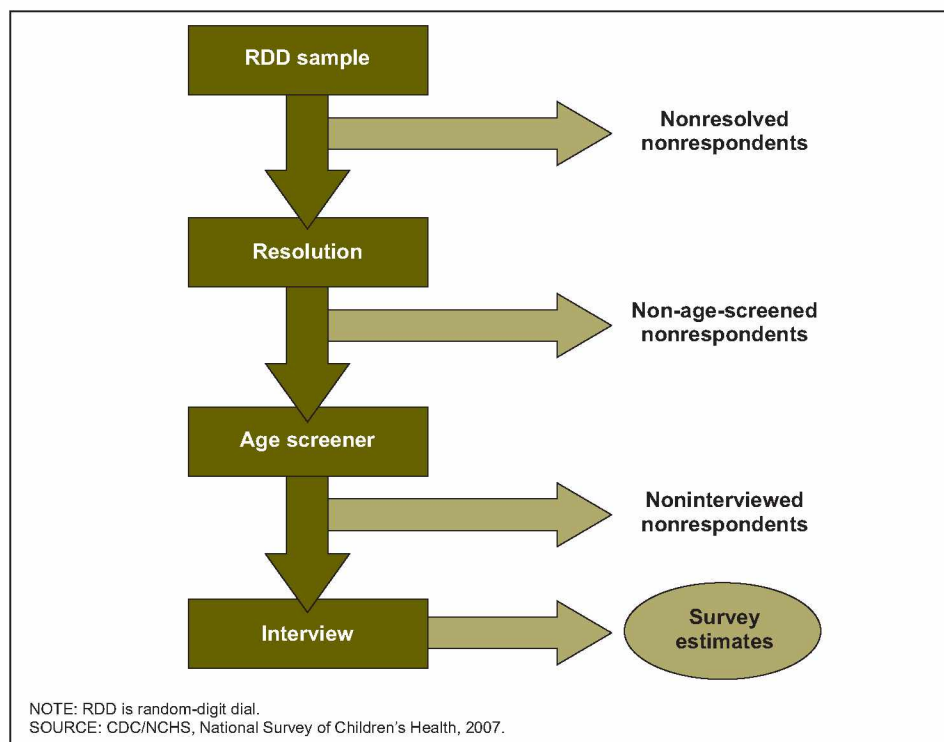 RDD sample
Nonresolved
nonrespondents
Resolution
Non-age-screened
nonrespondents
Age screener
Noninterviewed
nonrespondents
Interview
Survey
estimates
NOTE: RDD is random-digit dial.
SOURCE: CDC/NCHS, National Survey of Children's Health, 2007.